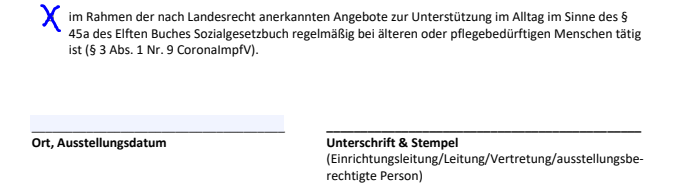 X im Rahmen der nach Landesrecht anerkannten Angebote zur Unterstützung im Alltag im Sinne des §
45a des Elften Buches Sozialgesetzbuch regelmäßig bei älteren oder pflegebedürftigen Menschen tätig
ist (§ 3 Abs. 1 Nr. 9 CoronaImpfV).
Ort, Ausstellungsdatum
Unterschrift & Stempel
(Einrichtungsleitung/Leitung/Vertretung/ausstellungsbe-
rechtigte Person)